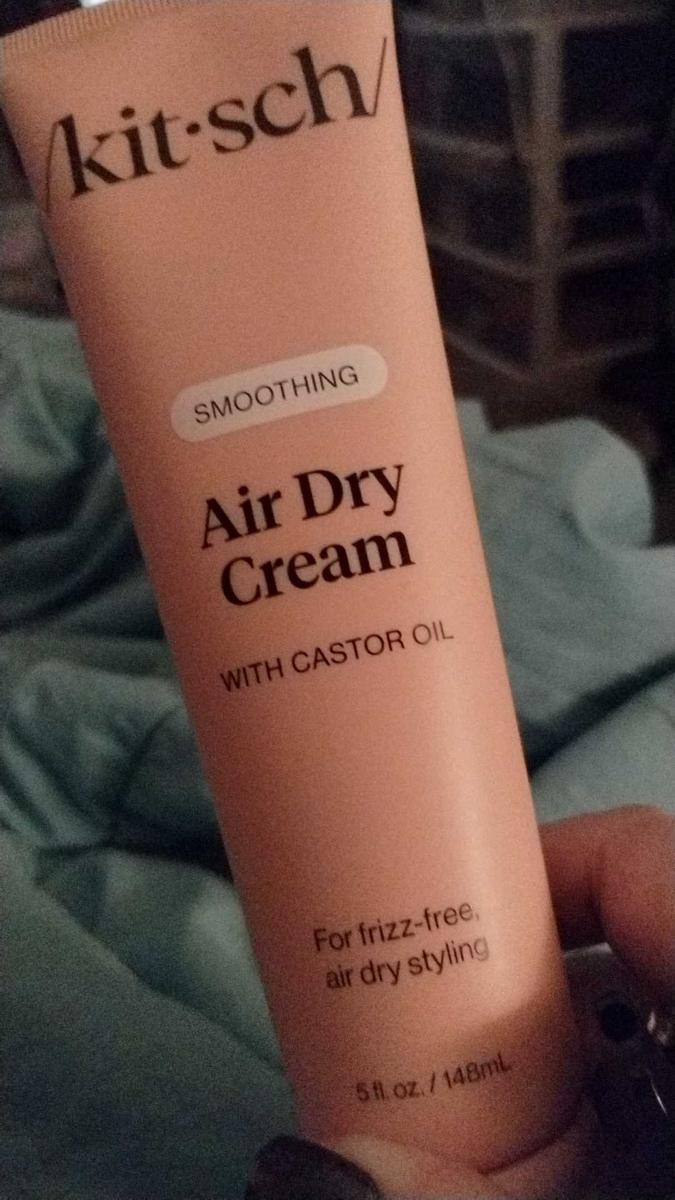 /kit·sch/
SMOOTHING
Air Dry
Cream
WITH CASTOR OIL
For frizz-free,
air dry styling
5 fl. oz. / 148mL